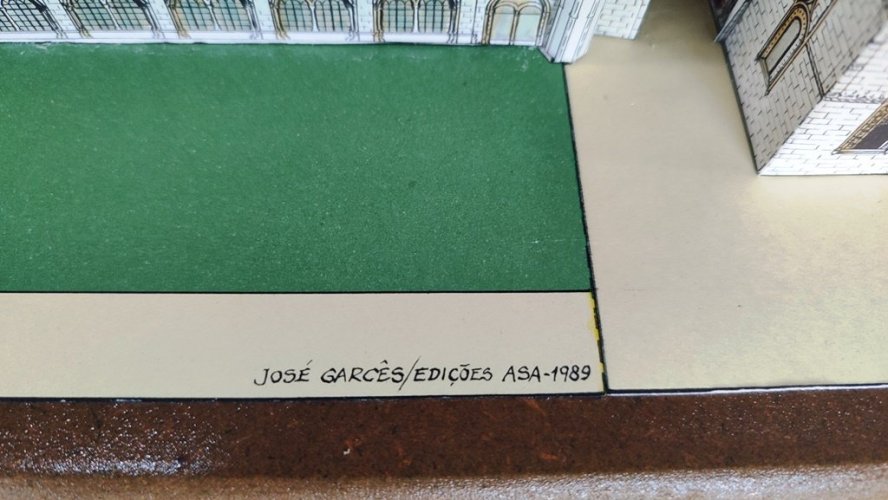 JOSÉ GARCÊS/EDIÇÕES ASA-1989